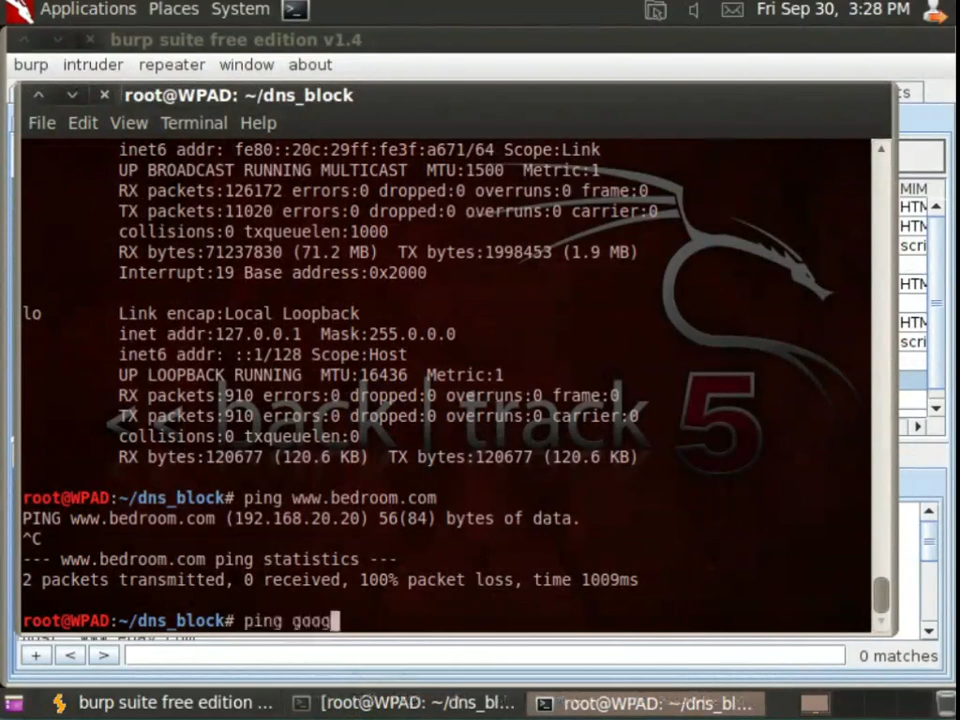 Applications Places System Fri Sep 30, 3:28 PM
burp suite free edition v1.4
burp intruder repeater window about
root@WPAD: ~/dns_block
File Edit View Terminal Help
inet6 addr: fe80::20c:29ff:fe3f:a671/64 Scope:Link
UP BROADCAST RUNNING MULTICAST MTU:1500 Metric:1
RX packets:126172 errors:0 dropped:0 overruns:0 frame:0
TX packets:11020 errors:0 dropped:0 overruns:0 carrier:0
collisions:0 txqueuelen:1000
RX bytes:71237830 (71.2 MB) TX bytes:1998453 (1.9 MB)
Interrupt:19 Base address:0x2000
lo Link encap:Local Loopback
inet addr:127.0.0.1 Mask:255.0.0.0
inet6 addr: ::1/128 Scope:Host
UP LOOPBACK RUNNING MTU:16436 Metric:1
RX packets:910 errors:0 dropped:0 overruns:0 frame:0
TX packets:910 errors:0 dropped:0 overruns:0 carrier:0
collisions:0 txqueuelen:0
RX bytes:120677 (120.6 KB) TX bytes:120677 (120.6 KB)
<< back | track 5
root@WPAD:~/dns_block# ping www.bedroom.com
PING www.bedroom.com (192.168.20.20) 56(84) bytes of data.
^C
--- www.bedroom.com ping statistics ---
2 packets transmitted, 0 received, 100% packet loss, time 1009ms
root@WPAD:~/dns_block# ping goog
MIM
HTM
HTM
scri
HTM
HTM
scri
+ < > 0 matches
burp suite free edition ... [root@WPAD: ~/dns_bl... root@WPAD: ~/dns_bl...